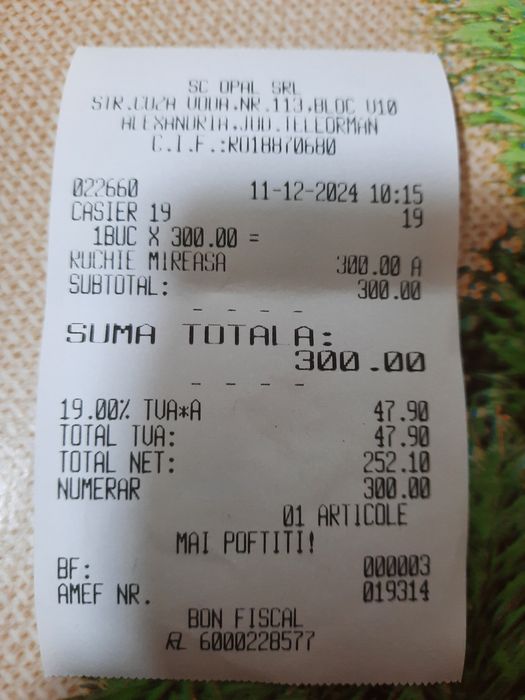 SC OPAL SRL
STR.CUZA VODA.NR.113,BLOC V10
ALEXANDRIA,JUD.TELEORMAN
C.I.F.:RO18870680
022660 11-12-2024 10:15
CASIER 19 19
1BUC X 300.00 =
ROCHIE MIREASA 300.00 A
SUBTOTAL: 300.00
- - - -
SUMA TOTALA:
300.00
- - - -
19.00% TVA*A 47.90
TOTAL TVA: 47.90
TOTAL NET: 252.10
NUMERAR 300.00
01 ARTICOLE
MAI POFTITI!
BF: 000003
AMEF NR. 019314
BON FISCAL
6000228577